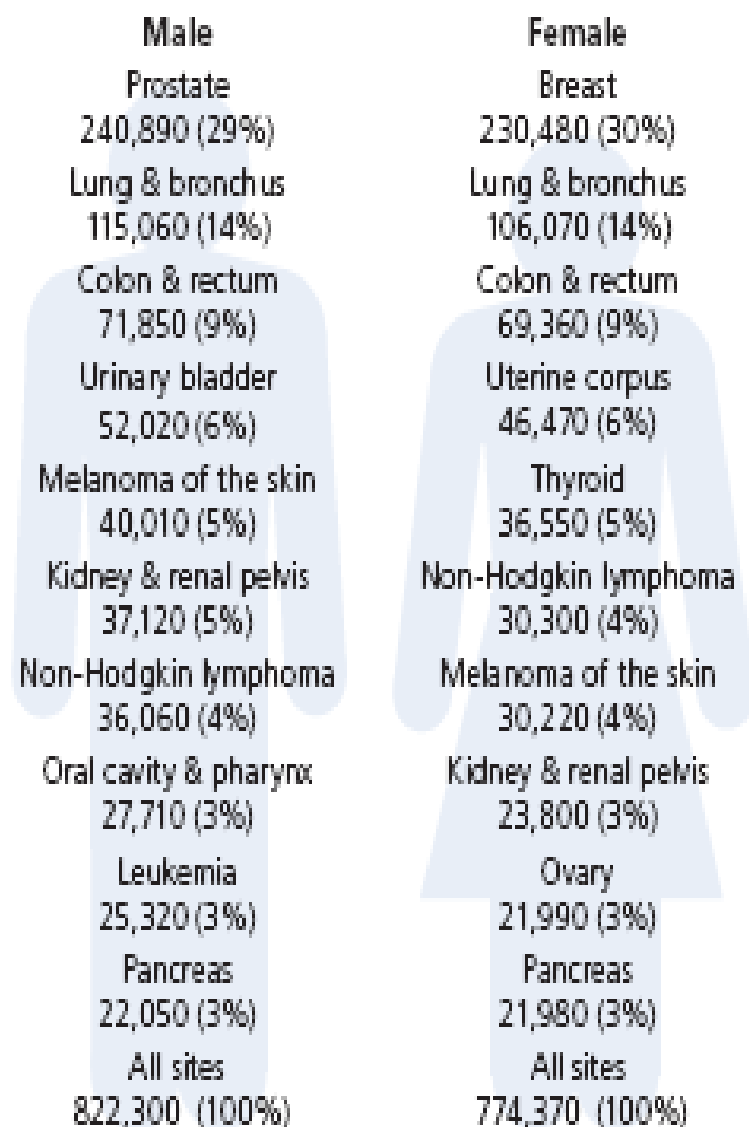 Male
Prostate
240,890 (29%)
Lung & bronchus
115,060 (14%)
Colon & rectum
71,850 (9%)
Urinary bladder
52,020 (6%)
Melanoma of the skin
40,010 (5%)
Kidney & renal pelvis
37,120 (5%)
Non-Hodgkin lymphoma
36,060 (4%)
Oral cavity & pharynx
27,710 (3%)
Leukemia
25,320 (3%)
Pancreas
22,050 (3%)
All sites
822,300 (100%)
Female
Breast
230,480 (30%)
Lung & bronchus
106,070 (14%)
Colon & rectum
69,360 (9%)
Uterine corpus
46,470 (6%)
Thyroid
36,550 (5%)
Non-Hodgkin lymphoma
30,300 (4%)
Melanoma of the skin
30,220 (4%)
Kidney & renal pelvis
23,800 (3%)
Ovary
21,990 (3%)
Pancreas
21,980 (3%)
All sites
774,370 (100%)